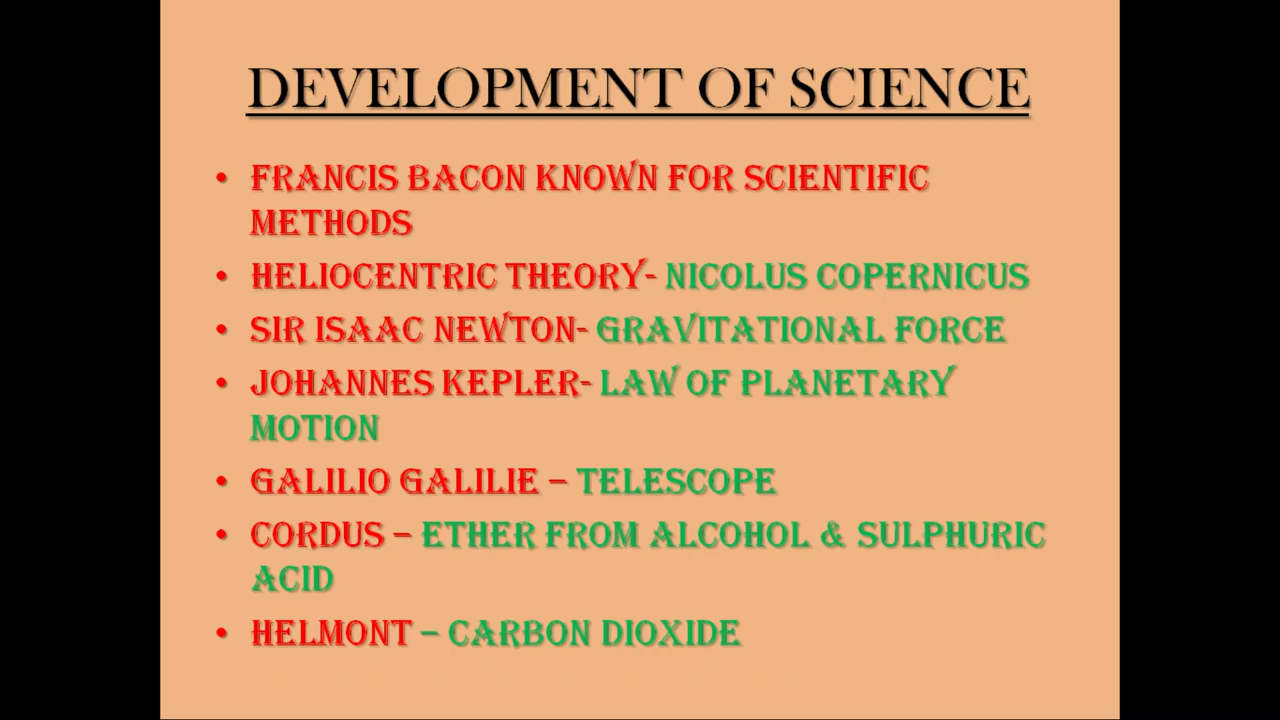 DEVELOPMENT OF SCIENCE
• FRANCIS BACON KNOWN FOR SCIENTIFIC
METHODS
• HELIOCENTRIC THEORY- NICOLUS COPERNICUS
• SIR ISAAC NEWTON- GRAVITATIONAL FORCE
• JOHANNES KEPLER- LAW OF PLANETARY
MOTION
• GALILIO GALILIE – TELESCOPE
• CORDUS – ETHER FROM ALCOHOL & SULPHURIC
ACID
• HELMONT – CARBON DIOXIDE